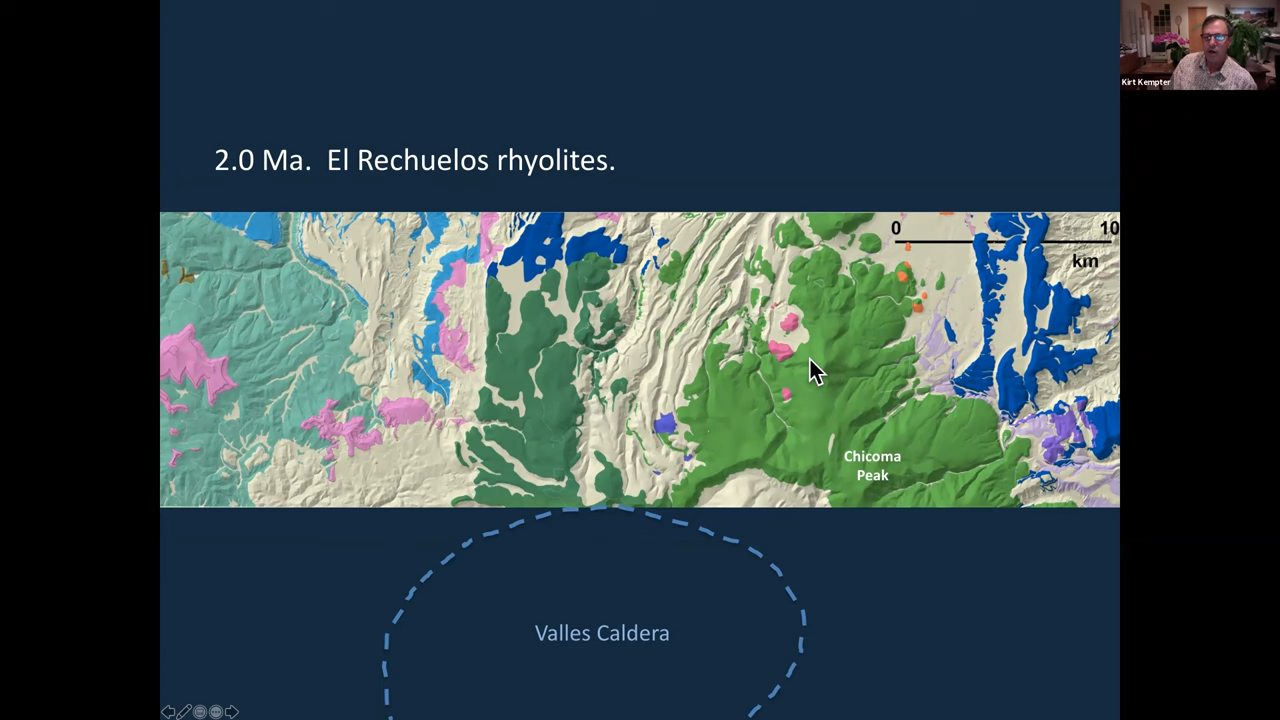 Kirt Kempter
2.0 Ma.  El Rechuelos rhyolites.
0
10
km
Chicoma
Peak
Valles Caldera